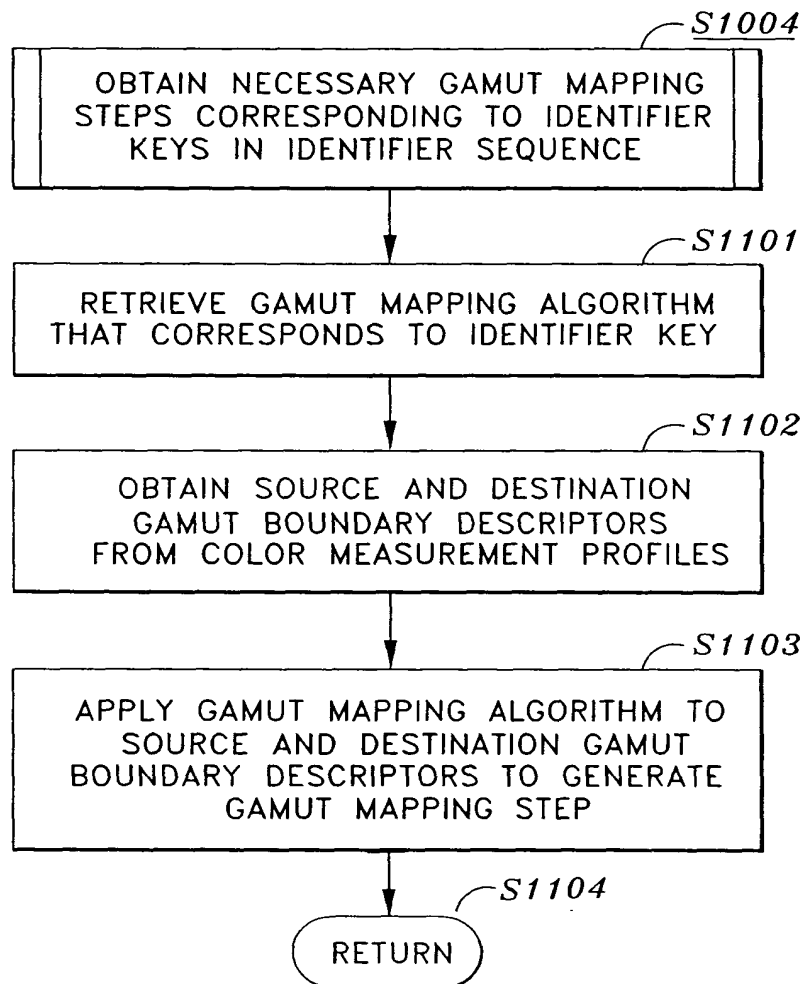 S1004
OBTAIN NECESSARY GAMUT MAPPING
STEPS CORRESPONDING TO IDENTIFIER
KEYS IN IDENTIFIER SEQUENCE
S1101
RETRIEVE GAMUT MAPPING ALGORITHM
THAT CORRESPONDS TO IDENTIFIER KEY
S1102
OBTAIN SOURCE AND DESTINATION
GAMUT BOUNDARY DESCRIPTORS
FROM COLOR MEASUREMENT PROFILES
S1103
APPLY GAMUT MAPPING ALGORITHM TO
SOURCE AND DESTINATION GAMUT
BOUNDARY DESCRIPTORS TO GENERATE
GAMUT MAPPING STEP
S1104
RETURN